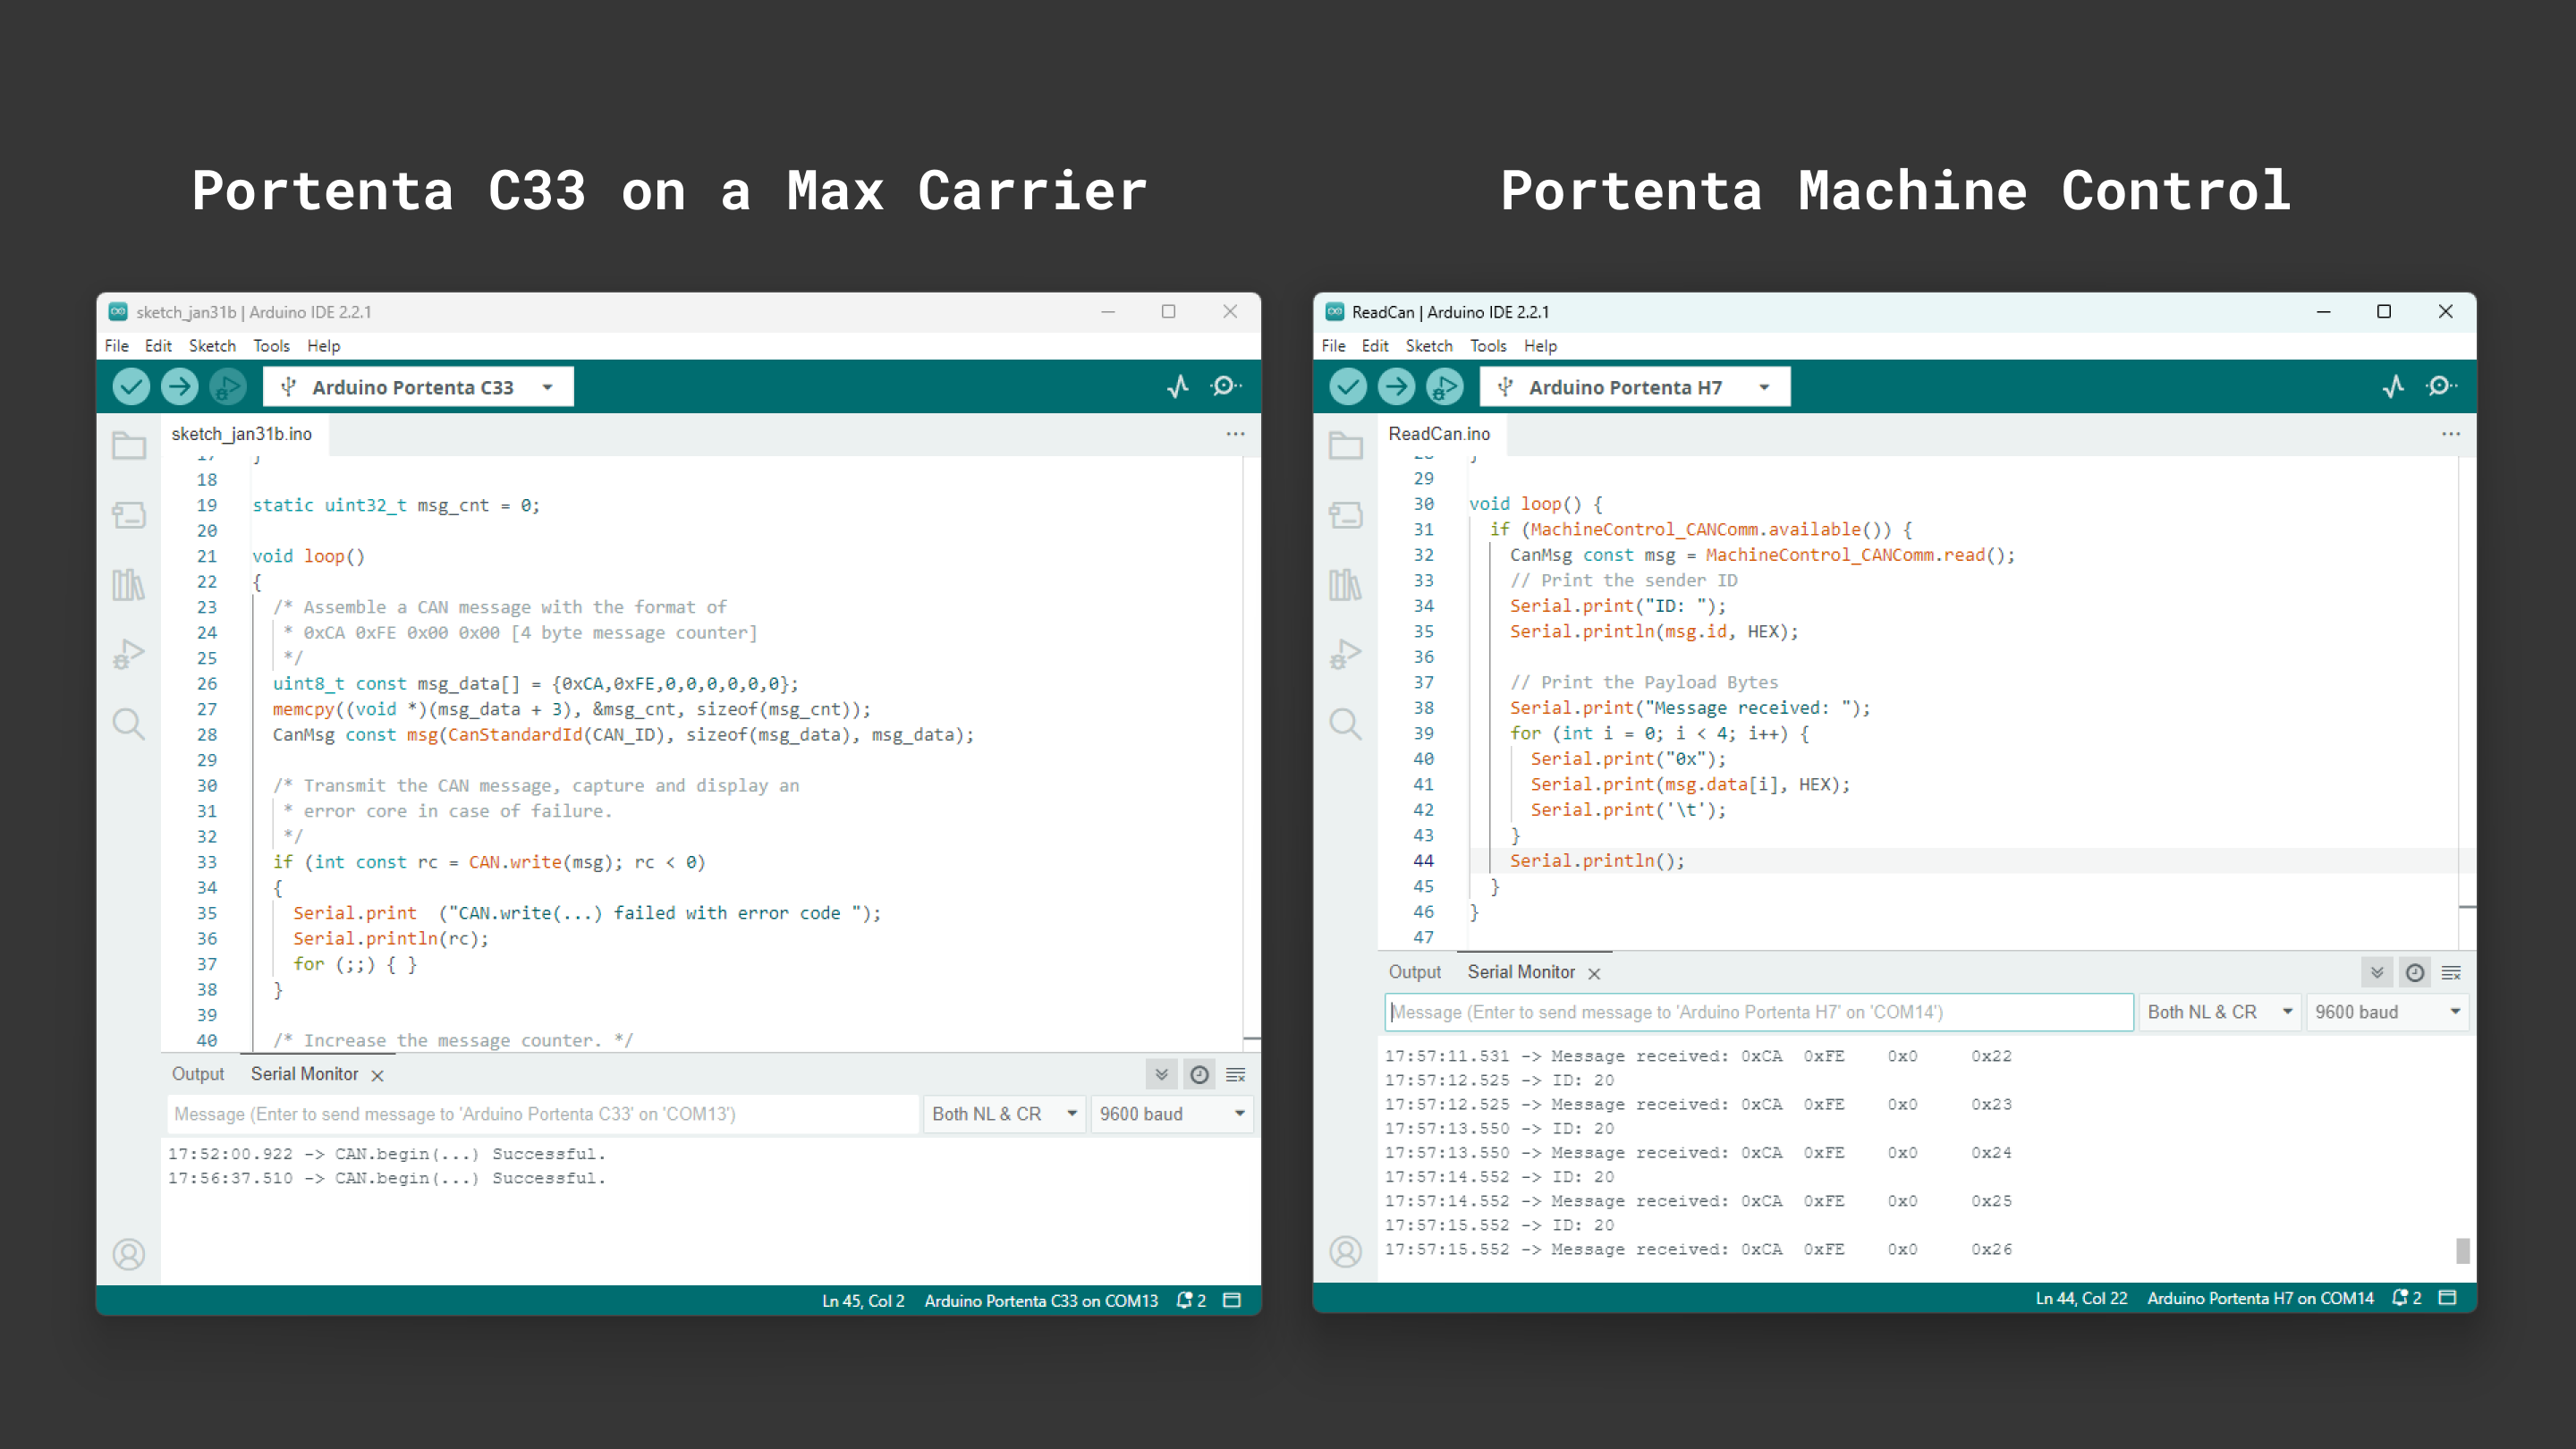 Portenta C33 on a Max Carrier
sketch_jan31b | Arduino IDE 2.2.1
File Edit Sketch Tools Help
Arduino Portenta C33
sketch_jan31b.ino
18
19 static uint32_t msg_cnt = 0;
20
21 void loop()
22 {
23 /* Assemble a CAN message with the format of
24 * 0xCA 0xFE 0x00 0x00 [4 byte message counter]
25 */
26 uint8_t const msg_data[] = {0xCA,0xFE,0,0,0,0,0,0};
27 memcpy((void *)(msg_data + 3), &msg_cnt, sizeof(msg_cnt));
28 CanMsg const msg(CanStandardId(CAN_ID), sizeof(msg_data), msg_data);
29
30 /* Transmit the CAN message, capture and display an
31 * error core in case of failure.
32 */
33 if (int const rc = CAN.write(msg); rc < 0)
34 {
35 Serial.print  ("CAN.write(...) failed with error code ");
36 Serial.println(rc);
37 for (;;) { }
38 }
39
40 /* Increase the message counter. */
Output Serial Monitor
Message (Enter to send message to 'Arduino Portenta C33' on 'COM13') Both NL & CR 9600 baud
17:52:00.922 -> CAN.begin(...) Successful.
17:56:37.510 -> CAN.begin(...) Successful.
Ln 45, Col 2 Arduino Portenta C33 on COM13 2
Portenta Machine Control
ReadCan | Arduino IDE 2.2.1
File Edit Sketch Tools Help
Arduino Portenta H7
ReadCan.ino
29
30 void loop() {
31 if (MachineControl_CANComm.available()) {
32 CanMsg const msg = MachineControl_CANComm.read();
33 // Print the sender ID
34 Serial.print("ID: ");
35 Serial.println(msg.id, HEX);
36
37 // Print the Payload Bytes
38 Serial.print("Message received: ");
39 for (int i = 0; i < 4; i++) {
40 Serial.print("0x");
41 Serial.print(msg.data[i], HEX);
42 Serial.print('\t');
43 }
44 Serial.println();
45 }
46 }
47
Output Serial Monitor
Message (Enter to send message to 'Arduino Portenta H7' on 'COM14') Both NL & CR 9600 baud
17:57:11.531 -> Message received: 0xCA 0xFE 0x0 0x22
17:57:12.525 -> ID: 20
17:57:12.525 -> Message received: 0xCA 0xFE 0x0 0x23
17:57:13.550 -> ID: 20
17:57:13.550 -> Message received: 0xCA 0xFE 0x0 0x24
17:57:14.552 -> ID: 20
17:57:14.552 -> Message received: 0xCA 0xFE 0x0 0x25
17:57:15.552 -> ID: 20
17:57:15.552 -> Message received: 0xCA 0xFE 0x0 0x26
Ln 44, Col 22 Arduino Portenta H7 on COM14 2